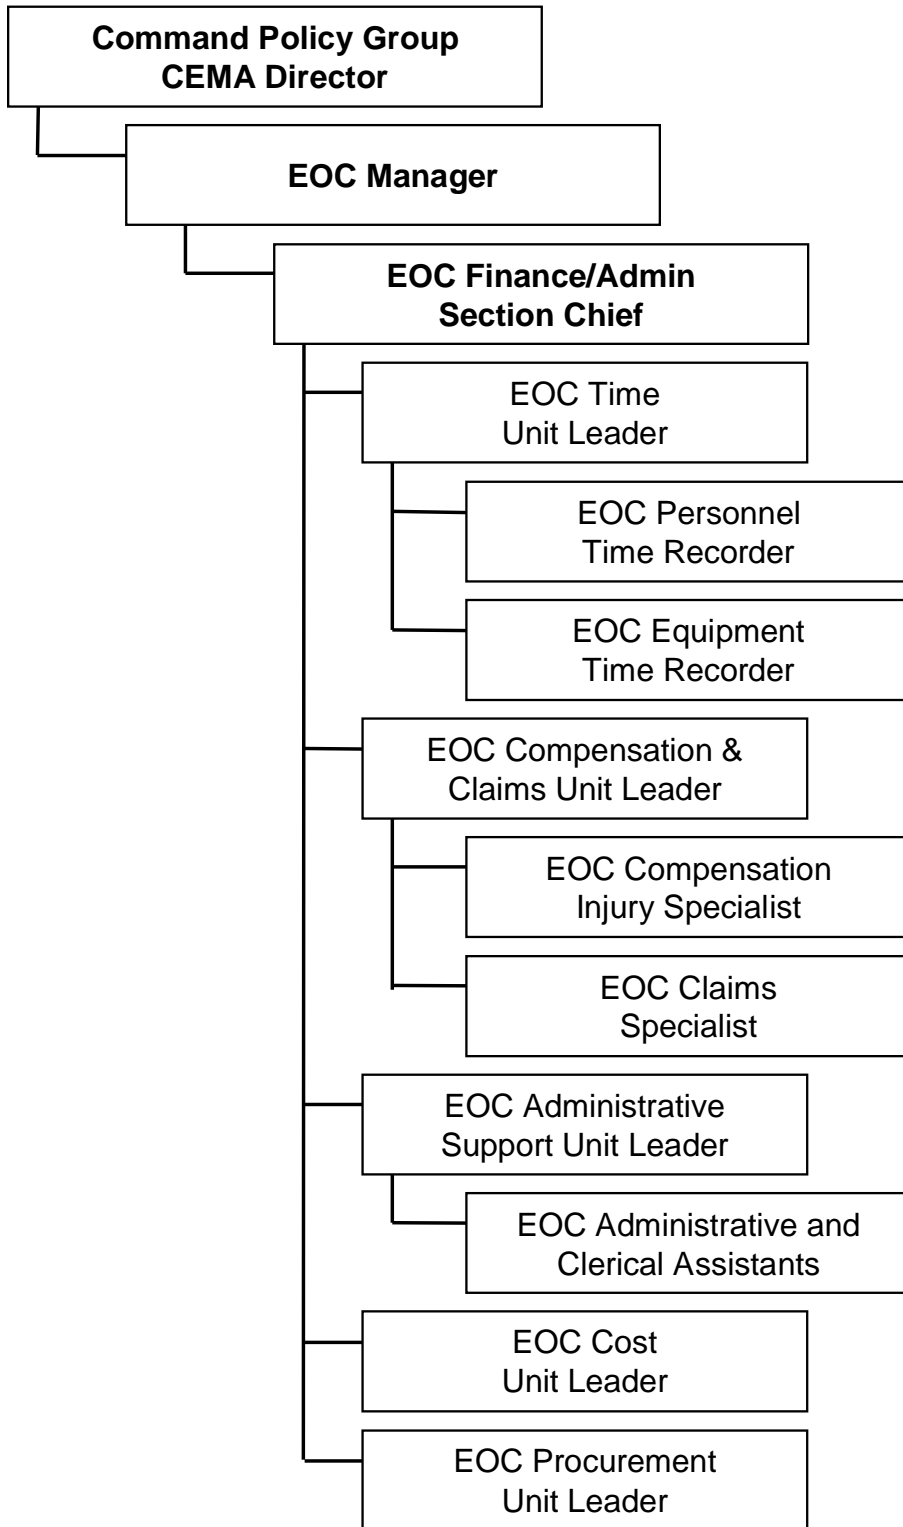 Command Policy Group
CEMA Director
EOC Manager
EOC Finance/Admin
Section Chief
EOC Time
Unit Leader
EOC Personnel
Time Recorder
EOC Equipment
Time Recorder
EOC Compensation &
Claims Unit Leader
EOC Compensation
Injury Specialist
EOC Claims
Specialist
EOC Administrative
Support Unit Leader
EOC Administrative and
Clerical Assistants
EOC Cost
Unit Leader
EOC Procurement
Unit Leader